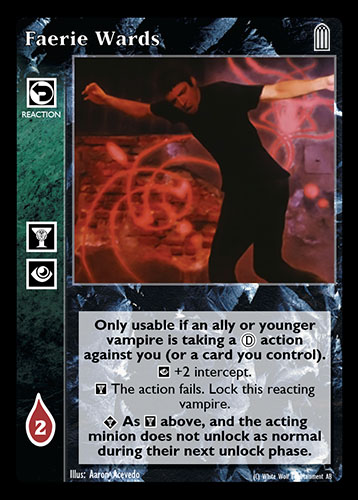 Faerie Wards
REACTION
Only usable if an ally or younger
vampire is taking a Ⓓ action
against you (or a card you control).
+2 intercept.
The action fails. Lock this reacting
vampire.
As above, and the acting
minion does not unlock as normal
during their next unlock phase.
2
Illus: Aaron Acevedo
(C) White Wolf Entertainment AB